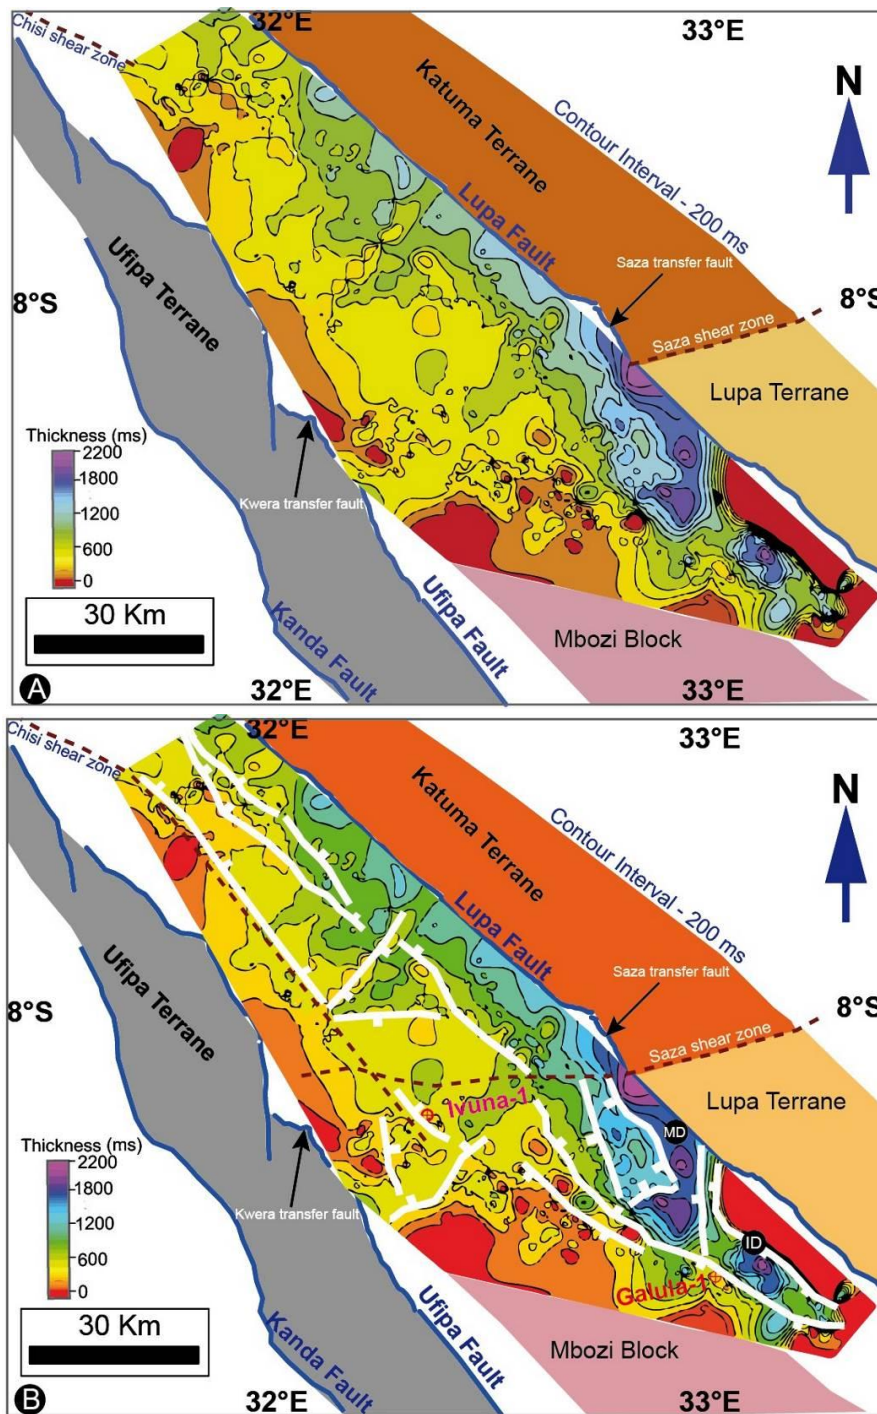 32°E
33°E
Chisi shear zone
Katuma Terrane
Contour Interval - 200 ms
N
Lupa Fault
Saza transfer fault
Ufipa Terrane
8°S
8°S
Saza shear zone
Lupa Terrane
Thickness (ms)
2200
1800
1200
600
0
Kwera transfer fault
30 Km
Kanda Fault
Ufipa Fault
Mbozi Block
A
32°E
33°E
32°E
33°E
Chisi shear zone
Katuma Terrane
Contour Interval - 200 ms
N
Lupa Fault
Saza transfer fault
Ufipa Terrane
8°S
8°S
Saza shear zone
Ivuna-1
Lupa Terrane
MD
Thickness (ms)
2200
1800
1200
600
0
Kwera transfer fault
ID
Galula-1
30 Km
Kanda Fault
Ufipa Fault
Mbozi Block
B
32°E
33°E